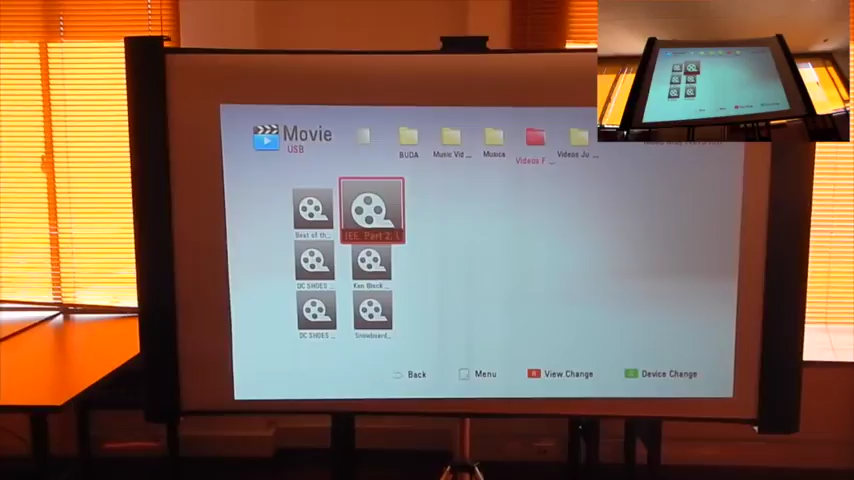 Movie
USB
BUDA
Music Vid ...
Musica
Videos F ...
Videos Ju ...
Best of th...
IEE, Part 2, (
DC SHOES ...
Ken Block ...
DC SHOES ...
Snowboard...
Back
Menu
View Change
Device Change